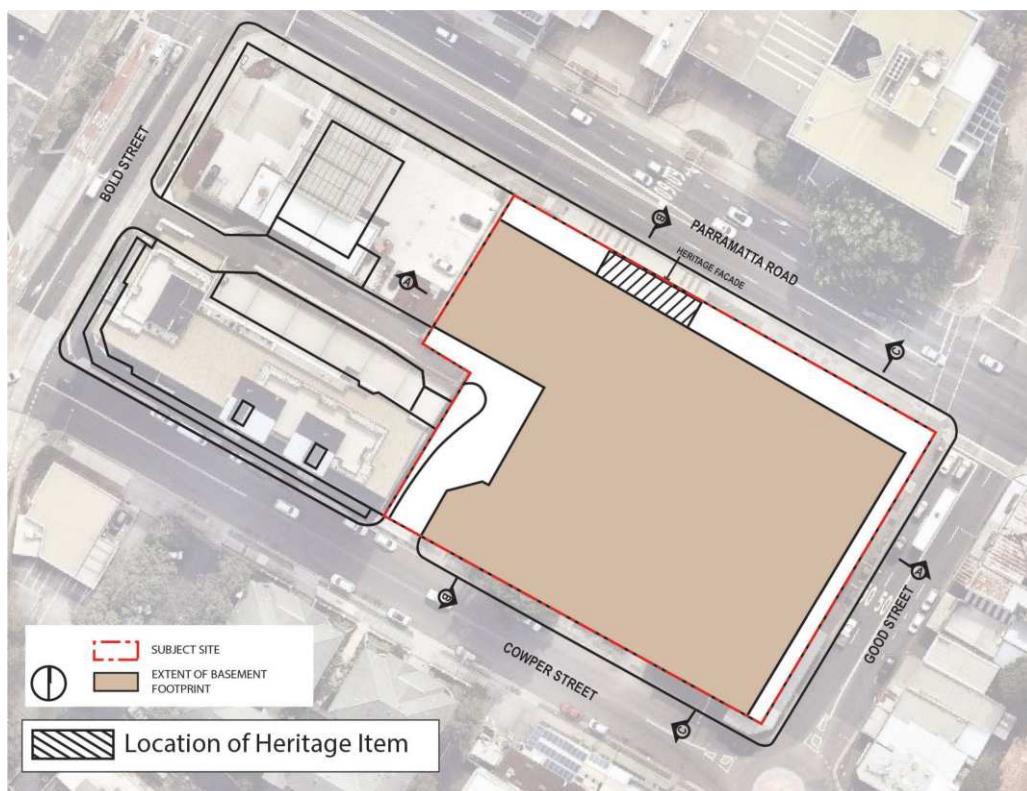 BOLD STREET
B
PARRAMATTA ROAD
HERITAGE FACADE
A
C
A
GOOD STREET
B
COWPER STREET
C
SUBJECT SITE
EXTENT OF BASEMENT
FOOTPRINT
Location of Heritage Item